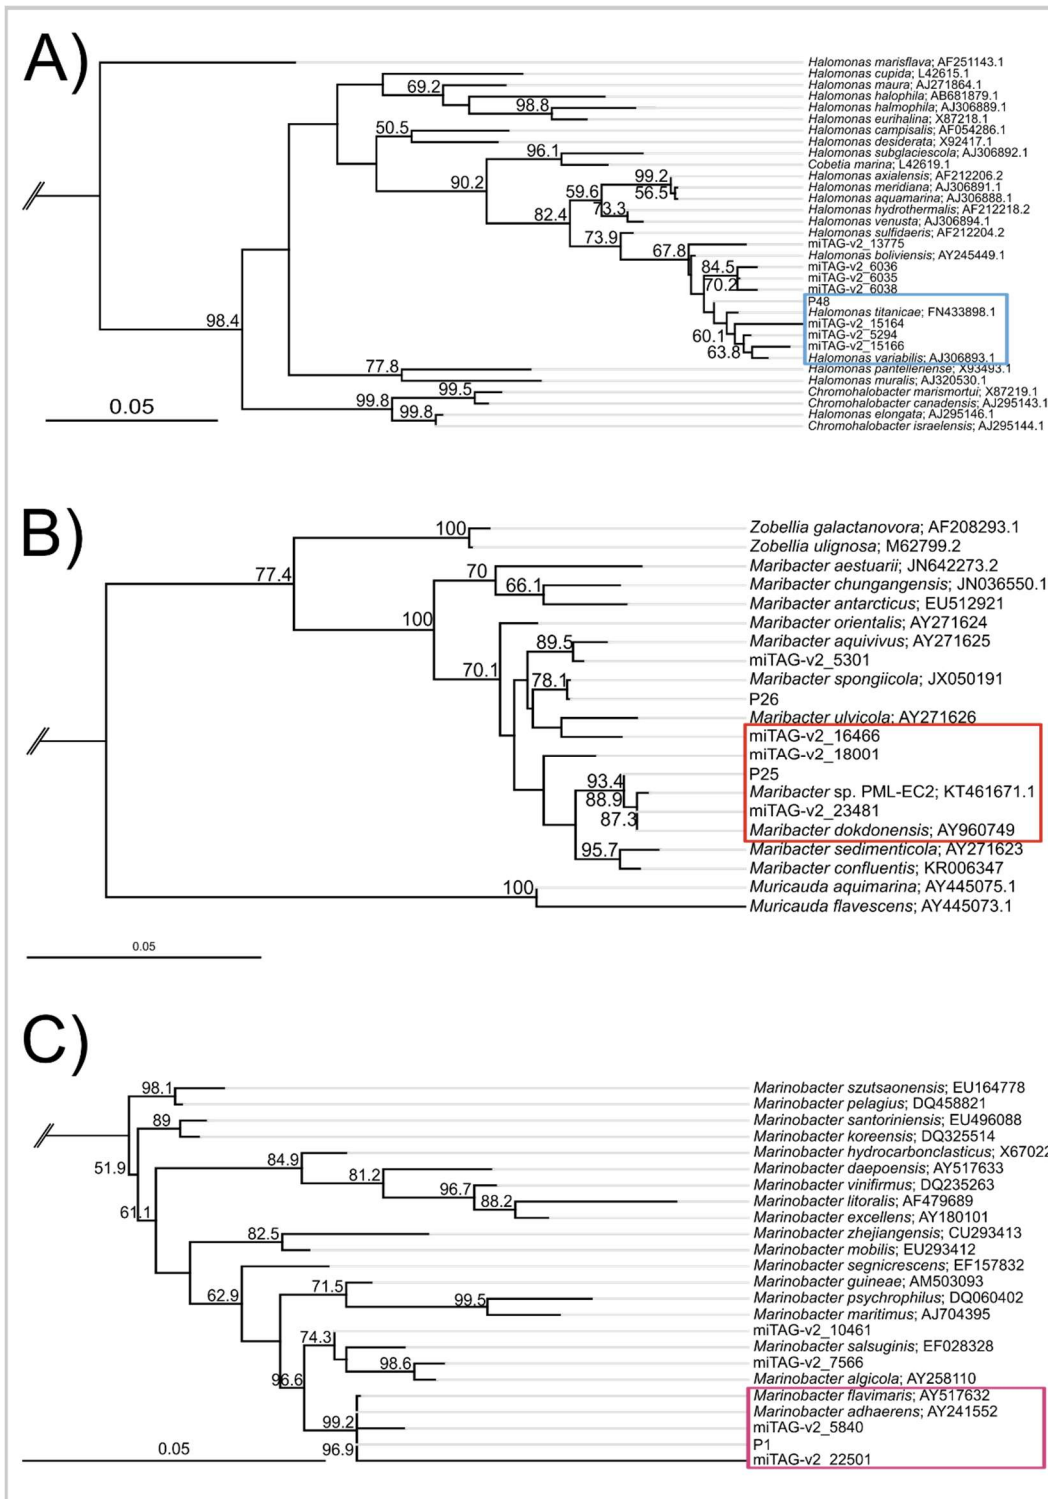 A)
Halomonas marisflava; AF251143.1
Halomonas cupida; L42615.1
69.2
Halomonas maura; AJ271864.1
Halomonas halophila; AB681879.1
98.8
Halomonas halmophila; AJ306889.1
Halomonas eurihalina; X87218.1
50.5
Halomonas campisalis; AF054286.1
Halomonas desiderata; X92417.1
96.1
Halomonas subglaciescola; AJ306892.1
Cobetia marina; L42619.1
90.2
99.2
Halomonas axialensis; AF212206.2
59.6
56.5
Halomonas meridiana; AJ306891.1
Halomonas aquamarina; AJ306888.1
82.4
73.3
Halomonas hydrothermalis; AF212218.2
Halomonas venusta; AJ306894.1
73.9
Halomonas sulfidaeris; AF212204.2
67.8
miTAG-v2_13775
Halomonas boliviensis; AY245449.1
84.5
miTAG-v2_6036
70.2
miTAG-v2_6035
miTAG-v2_6038
P48
Halomonas titanicae; FN433898.1
98.4
miTAG-v2_15164
60.1
miTAG-v2_5294
63.8
miTAG-v2_15166
Halomonas variabilis; AJ306893.1
77.8
Halomonas pantelleriense; X93493.1
Halomonas muralis; AJ320530.1
99.5
Chromohalobacter marismortui; X87219.1
99.8
Chromohalobacter canadensis; AJ295143.1
99.8
Halomonas elongata; AJ295146.1
Chromohalobacter israelensis; AJ295144.1
0.05
B)
100
Zobellia galactanovora; AF208293.1
Zobellia ulignosa; M62799.2
77.4
70
Maribacter aestuarii; JN642273.2
66.1
Maribacter chungangensis; JN036550.1
Maribacter antarcticus; EU512921
100
Maribacter orientalis; AY271624
89.5
Maribacter aquivivus; AY271625
miTAG-v2_5301
70.1
78.1
Maribacter spongiicola; JX050191
P26
Maribacter ulvicola; AY271626
miTAG-v2_16466
miTAG-v2_18001
93.4
P25
88.9
Maribacter sp. PML-EC2; KT461671.1
87.3
miTAG-v2_23481
Maribacter dokdonensis; AY960749
95.7
Maribacter sedimenticola; AY271623
Maribacter confluentis; KR006347
100
Muricauda aquimarina; AY445075.1
Muricauda flavescens; AY445073.1
0.05
C)
98.1
Marinobacter szutsaonensis; EU164778
Marinobacter pelagius; DQ458821
89
Marinobacter santoriniensis; EU496088
Marinobacter koreensis; DQ325514
51.9
84.9
Marinobacter hydrocarbonclasticus; X67022
81.2
Marinobacter daepoensis; AY517633
96.7
Marinobacter vinifirmus; DQ235263
88.2
Marinobacter litoralis; AF479689
61.1
Marinobacter excellens; AY180101
82.5
Marinobacter zhejiangensis; CU293413
Marinobacter mobilis; EU293412
Marinobacter segnicrescens; EF157832
62.9
71.5
Marinobacter guineae; AM503093
99.5
Marinobacter psychrophilus; DQ060402
Marinobacter maritimus; AJ704395
74.3
miTAG-v2_10461
Marinobacter salsuginis; EF028328
98.6
miTAG-v2_7566
96.6
Marinobacter algicola; AY258110
Marinobacter flavimaris; AY517632
Marinobacter adhaerens; AY241552
99.2
miTAG-v2_5840
P1
96.9
miTAG-v2_22501
0.05